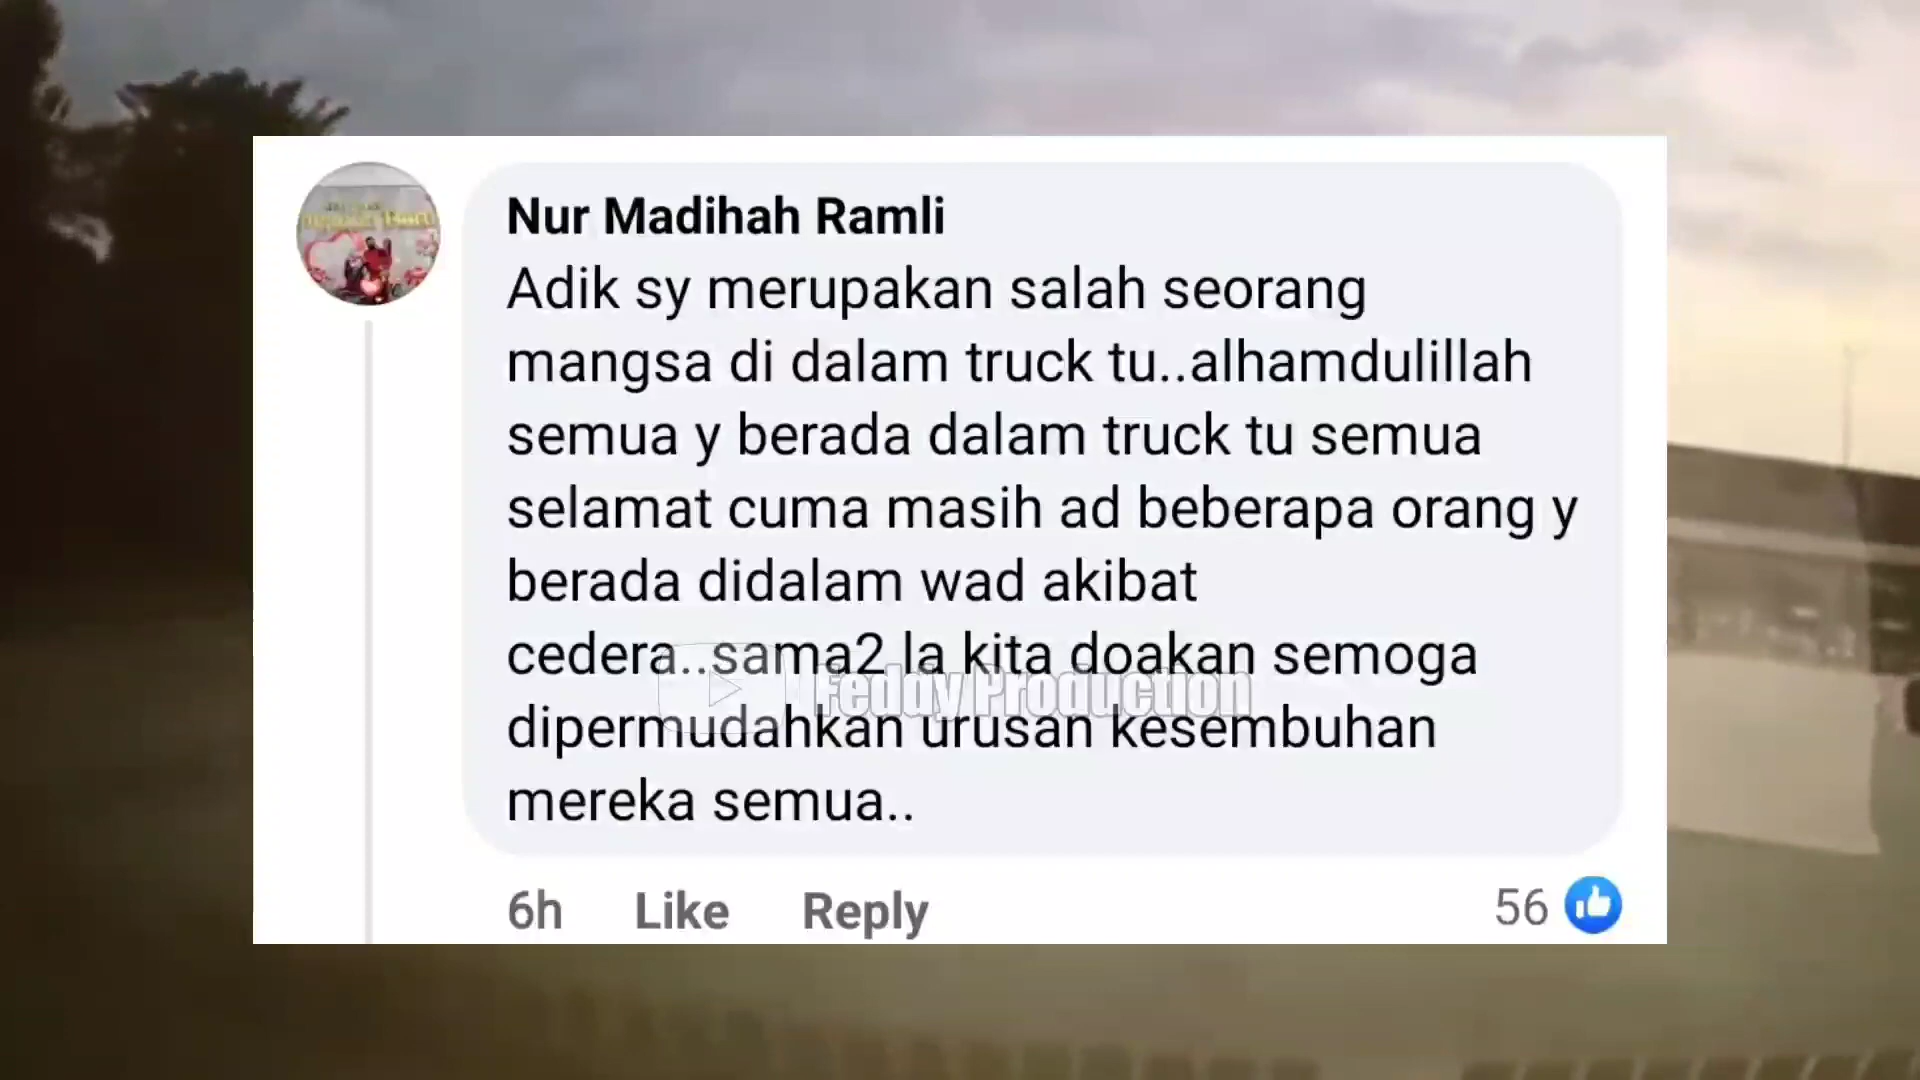 Nur Madihah Ramli
Adik sy merupakan salah seorang
mangsa di dalam truck tu..alhamdulillah
semua y berada dalam truck tu semua
selamat cuma masih ad beberapa orang y
berada didalam wad akibat
cedera..sama2 la kita doakan semoga
Feddy Production
dipermudahkan urusan kesembuhan
mereka semua..
6h Like Reply 56